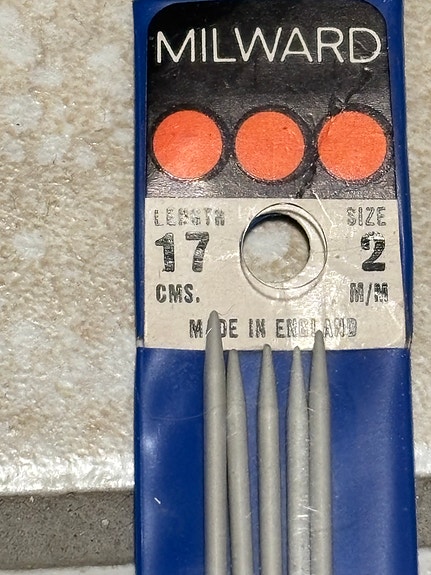 MILWARD
LENGTH SIZE
17 2
CMS. M/M
MADE IN ENGLAND